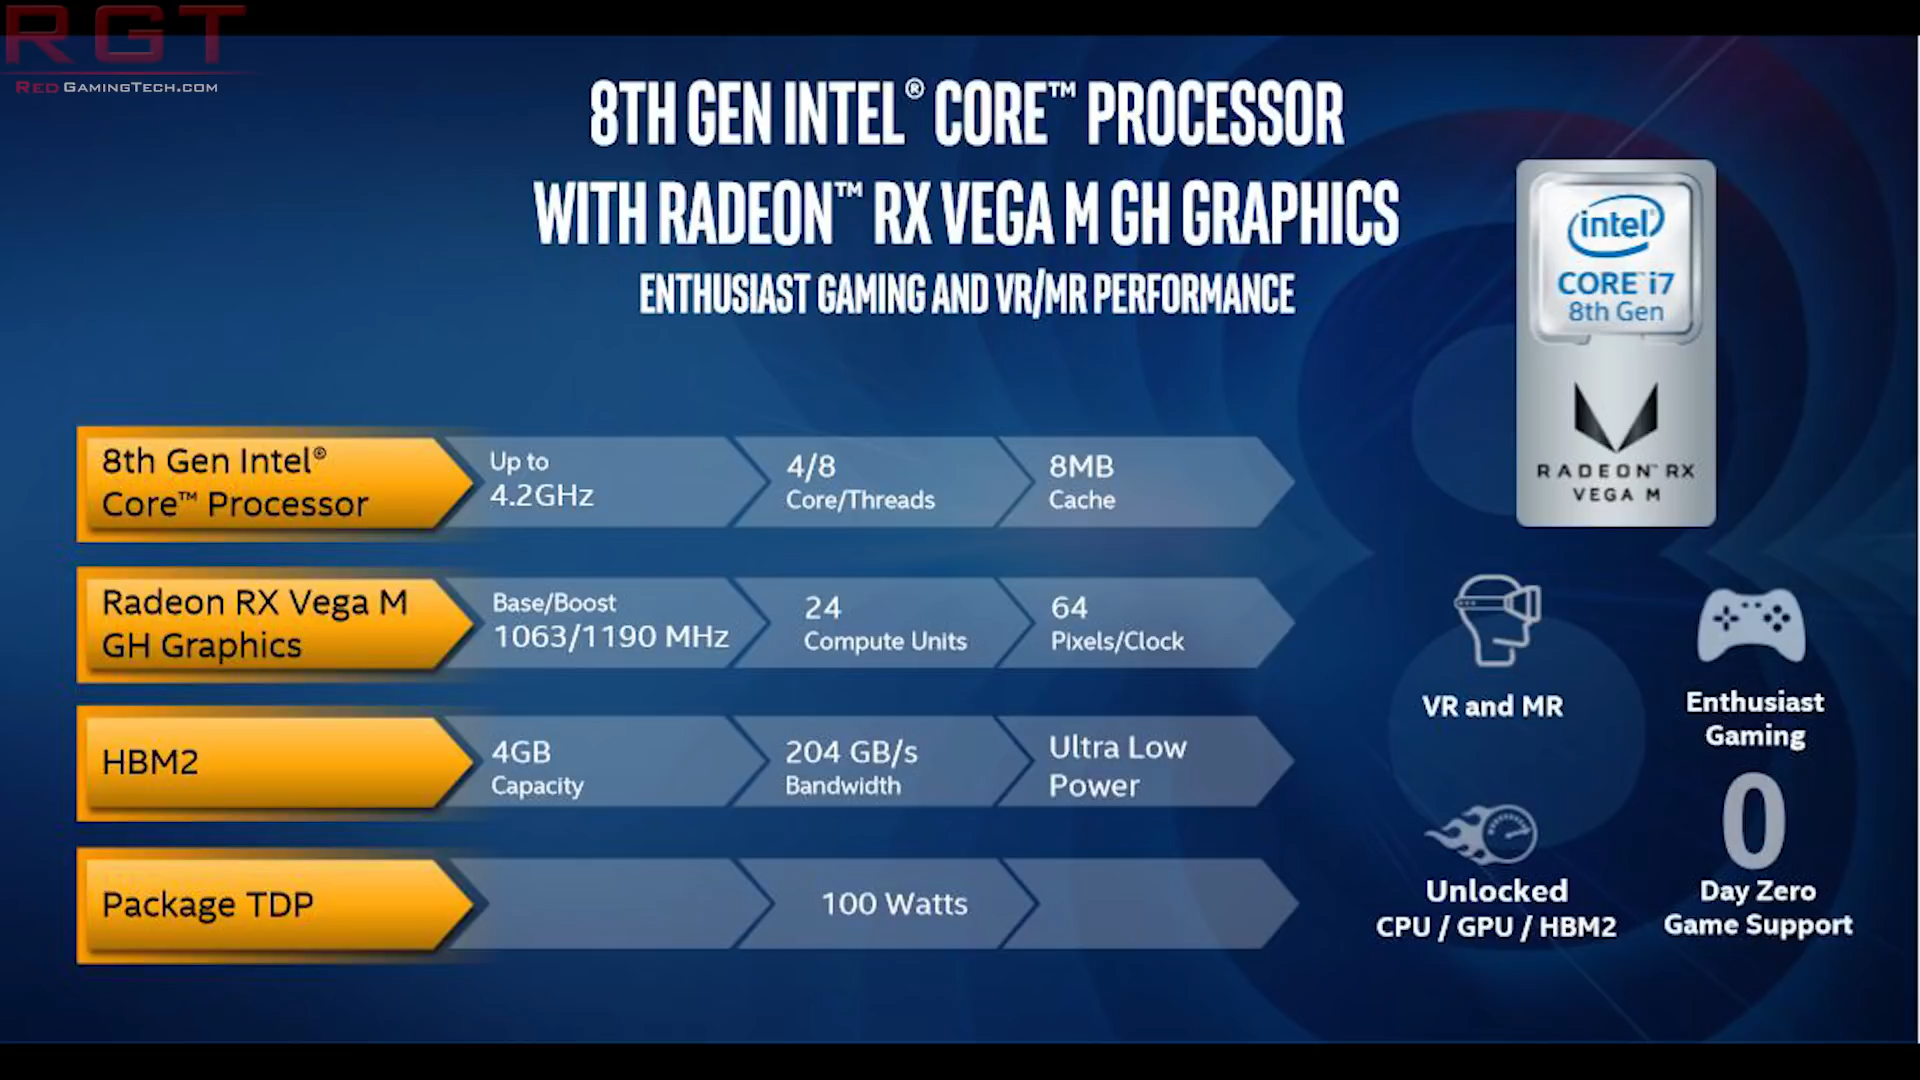 RGT
REDGAMINGTECH.COM
8TH GEN INTEL® CORE™ PROCESSOR
WITH RADEON™ RX VEGA M GH GRAPHICS
ENTHUSIAST GAMING AND VR/MR PERFORMANCE
intel
CORE™ i7
8th Gen
RADEON™ RX
VEGA M
8th Gen Intel®
Core™ Processor
Up to
4.2GHz
4/8
Core/Threads
8MB
Cache
Radeon RX Vega M
GH Graphics
Base/Boost
1063/1190 MHz
24
Compute Units
64
Pixels/Clock
HBM2
4GB
Capacity
204 GB/s
Bandwidth
Ultra Low
Power
Package TDP
100 Watts
VR and MR
Enthusiast
Gaming
Unlocked
CPU / GPU / HBM2
0
Day Zero
Game Support